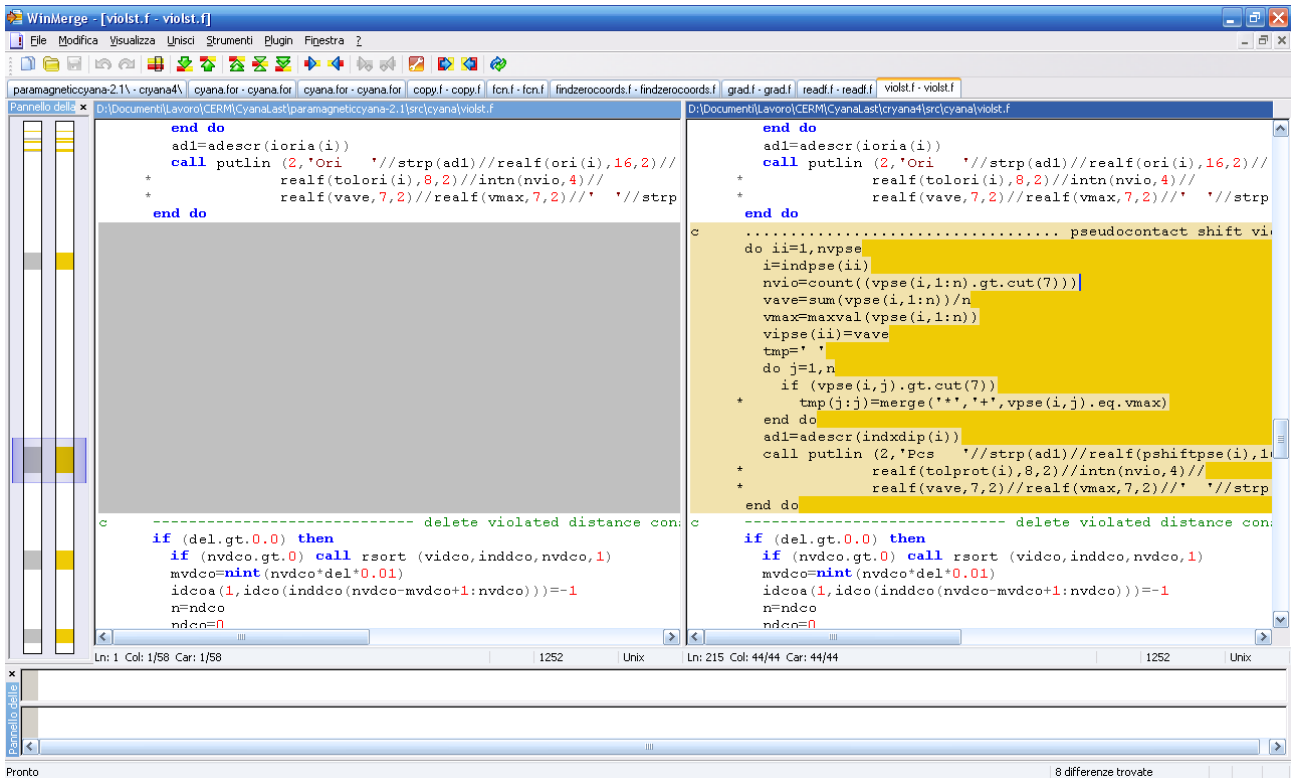 WinMerge - [violst.f - violst.f]
File Modifica Visualizza Unisci Strumenti Plugin Finestra ?
paramagneticcyana-2.1\ - cryana4\ cyana.for - cyana.for cyana.for - cyana.for copy.f - copy.f fcn.f - fcn.f findzerocoords.f - findzerocoords.f grad.f - grad.f readf.f - readf.f violst.f - violst.f
Pannello della
D:\Documenti\Lavoro\CERM\CyanaLast\paramagneticcyana-2.1\src\cyana\violst.f
end do
ad1=adescr(ioria(i))
call putlin (2,'Ori   '//strp(ad1)//realf(ori(i),16,2)//
* realf(tolori(i),8,2)//intn(nvio,4)//
* realf(vave,7,2)//realf(vmax,7,2)//'  '//strp
end do
c ----------------------------- delete violated distance con
if (del.gt.0.0) then
if (nvdco.gt.0) call rsort (vidco,inddco,nvdco,1)
mvdco=nint(nvdco*del*0.01)
idcoa(1,idco(inddco(nvdco-mvdco+1:nvdco)))=-1
n=ndco
ndco=0
Ln: 1 Col: 1/58 Car: 1/58 1252 Unix
D:\Documenti\Lavoro\CERM\CyanaLast\cryana4\src\cyana\violst.f
end do
ad1=adescr(ioria(i))
call putlin (2,'Ori   '//strp(ad1)//realf(ori(i),16,2)//
* realf(tolori(i),8,2)//intn(nvio,4)//
* realf(vave,7,2)//realf(vmax,7,2)//'  '//strp
end do
c ................................... pseudocontact shift vi
do ii=1,nvpse
i=indpse(ii)
nvio=count((vpse(i,1:n).gt.cut(7)))
vave=sum(vpse(i,1:n))/n
vmax=maxval(vpse(i,1:n))
vipse(ii)=vave
tmp=' '
do j=1,n
if (vpse(i,j).gt.cut(7))
* tmp(j:j)=merge('*','+',vpse(i,j).eq.vmax)
end do
ad1=adescr(indxdip(i))
call putlin (2,'Pcs   '//strp(ad1)//realf(pshiftpse(i),1
* realf(tolprot(i),8,2)//intn(nvio,4)//
* realf(vave,7,2)//realf(vmax,7,2)//'  '//strp
end do
c ----------------------------- delete violated distance con
if (del.gt.0.0) then
if (nvdco.gt.0) call rsort (vidco,inddco,nvdco,1)
mvdco=nint(nvdco*del*0.01)
idcoa(1,idco(inddco(nvdco-mvdco+1:nvdco)))=-1
n=ndco
ndco=0
Ln: 215 Col: 44/44 Car: 44/44 1252 Unix
Pannello delle
Pronto
8 differenze trovate